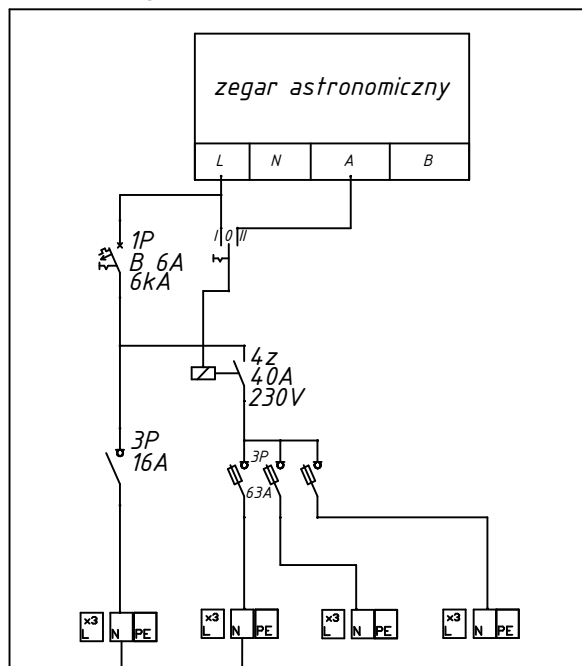 zegar astronomiczny
L N A B
I 0 II
1P
B 6A
6kA
4z
40A
230V
3P
16A
3P
63A
x3 L N PE
x3 L N PE
x3 L N PE
x3 L N PE